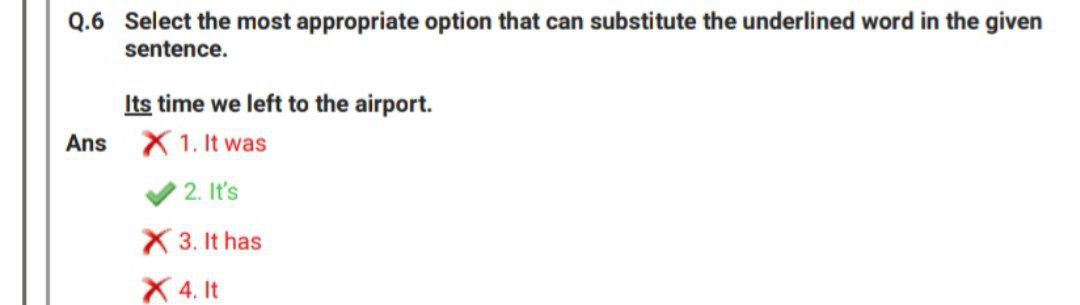 Q.6 Select the most appropriate option that can substitute the underlined word in the given
sentence.
Its time we left to the airport.
Ans 1. It was
2. It's
3. It has
4. It